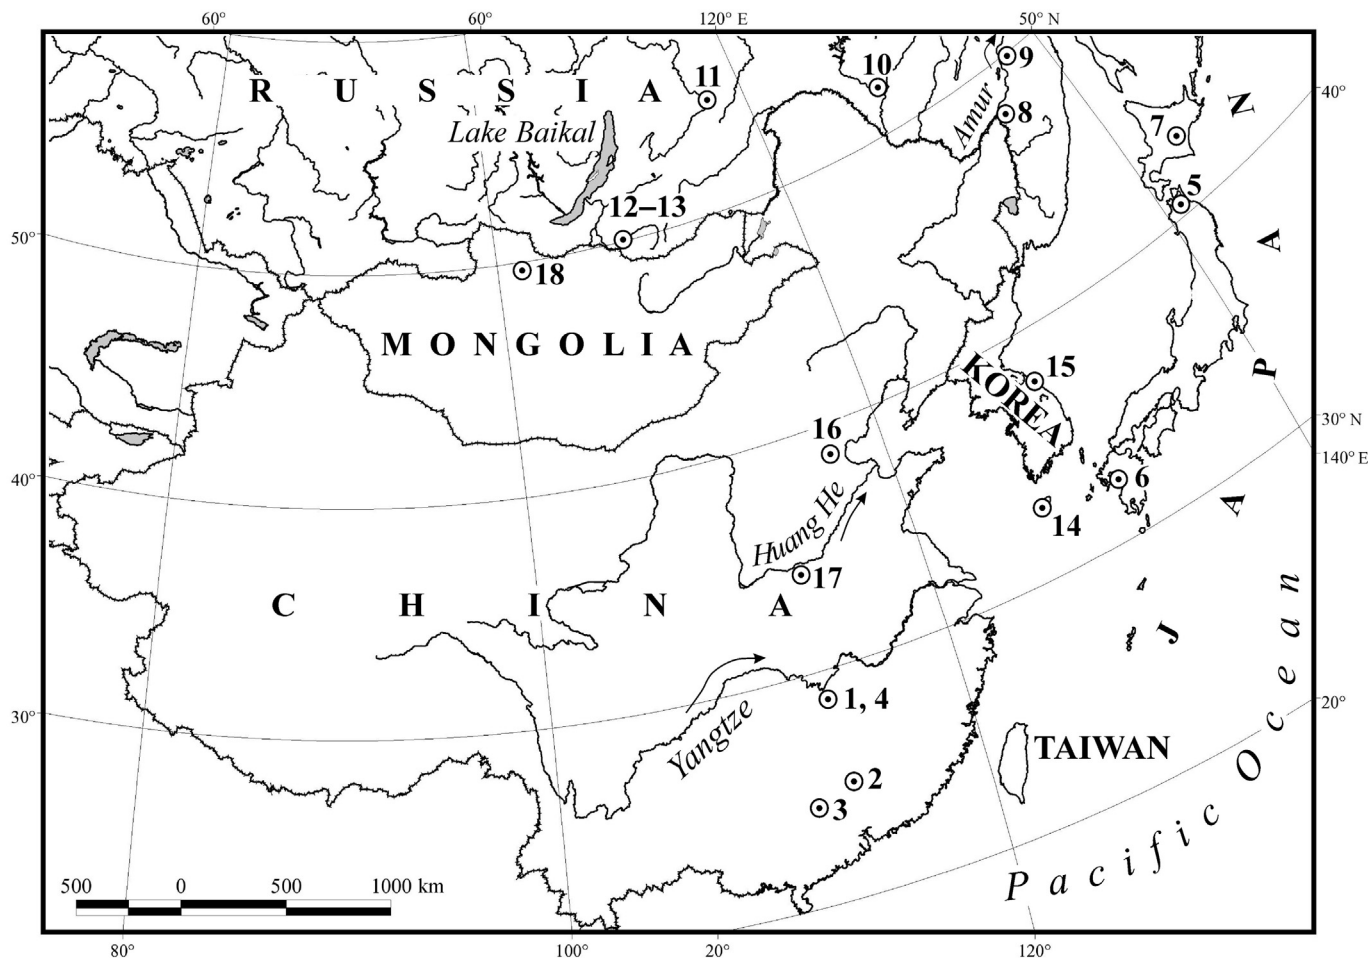 60° 60° 120° E 50° N
9
10
11
R U S S I A
N
40°
Amur
8
7
Lake Baikal
5
12–13
50°
A
18
M O N G O L I A
15
KOREA
P
16
30° N
140° E
40°
6
Huang He
A
14
17
C H I N A
J
1, 4
30°
20°
Yangtze
TAIWAN
2
3
Pacific Ocean
500 0 500 1000 km
80° 100° 20° 120°